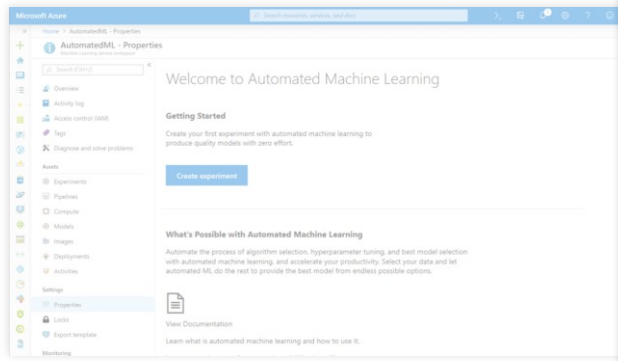 Microsoft Azure
Search resources, services, and docs
Home > AutomatedML - Properties
AutomatedML - Properties
Machine Learning service workspace
Search (Ctrl+/)
Overview
Activity log
Access control (IAM)
Tags
Diagnose and solve problems
Assets
Experiments
Pipelines
Compute
Models
Images
Deployments
Activities
Settings
Properties
Locks
Export template
Monitoring
Welcome to Automated Machine Learning
Getting Started
Create your first experiment with automated machine learning to
produce quality models with zero effort.
Create experiment
What's Possible with Automated Machine Learning
Automate the process of algorithm selection, hyperparameter tuning, and best model selection
with automated machine learning, and accelerate your productivity. Select your data and let
automated ML do the rest to provide the best model from endless possible options.
View Documentation
Learn what is automated machine learning and how to use it.